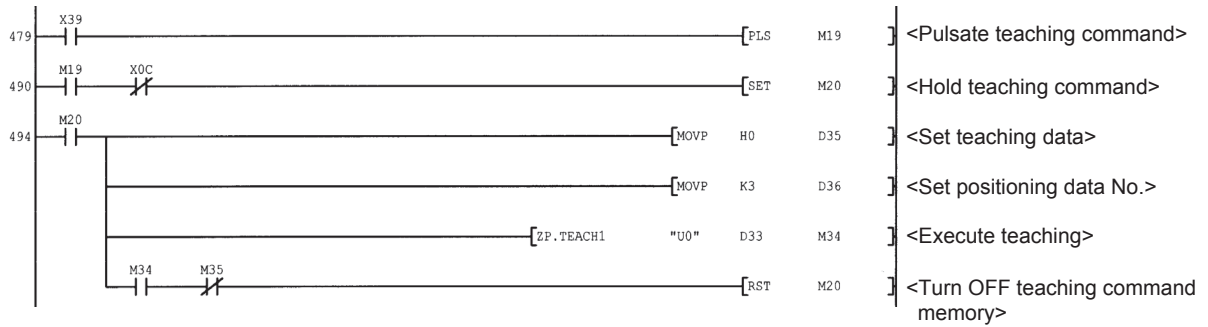 X39
479 [PLS M19 ] <Pulsate teaching command>
M19 X0C
490 [SET M20 ] <Hold teaching command>
M20
494 [MOVP H0 D35 ] <Set teaching data>
[MOVP K3 D36 ] <Set positioning data No.>
[ZP.TEACH1 "U0" D33 M34 ] <Execute teaching>
M34 M35
[RST M20 ] <Turn OFF teaching command
memory>